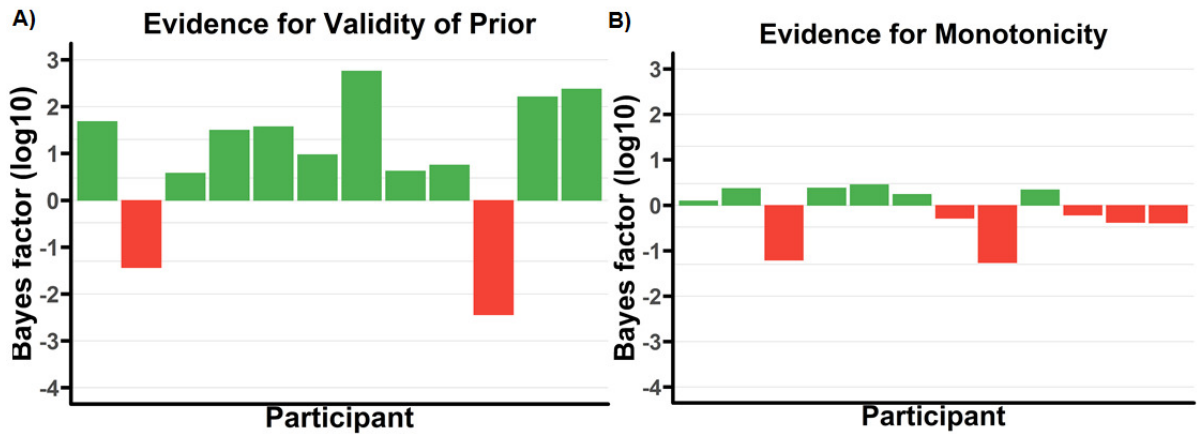 A)
Evidence for Validity of Prior
Bayes factor (log10)
3
2
1
0
-1
-2
-3
-4
Participant
B)
Evidence for Monotonicity
Bayes factor (log10)
3
2
1
0
-1
-2
-3
-4
Participant